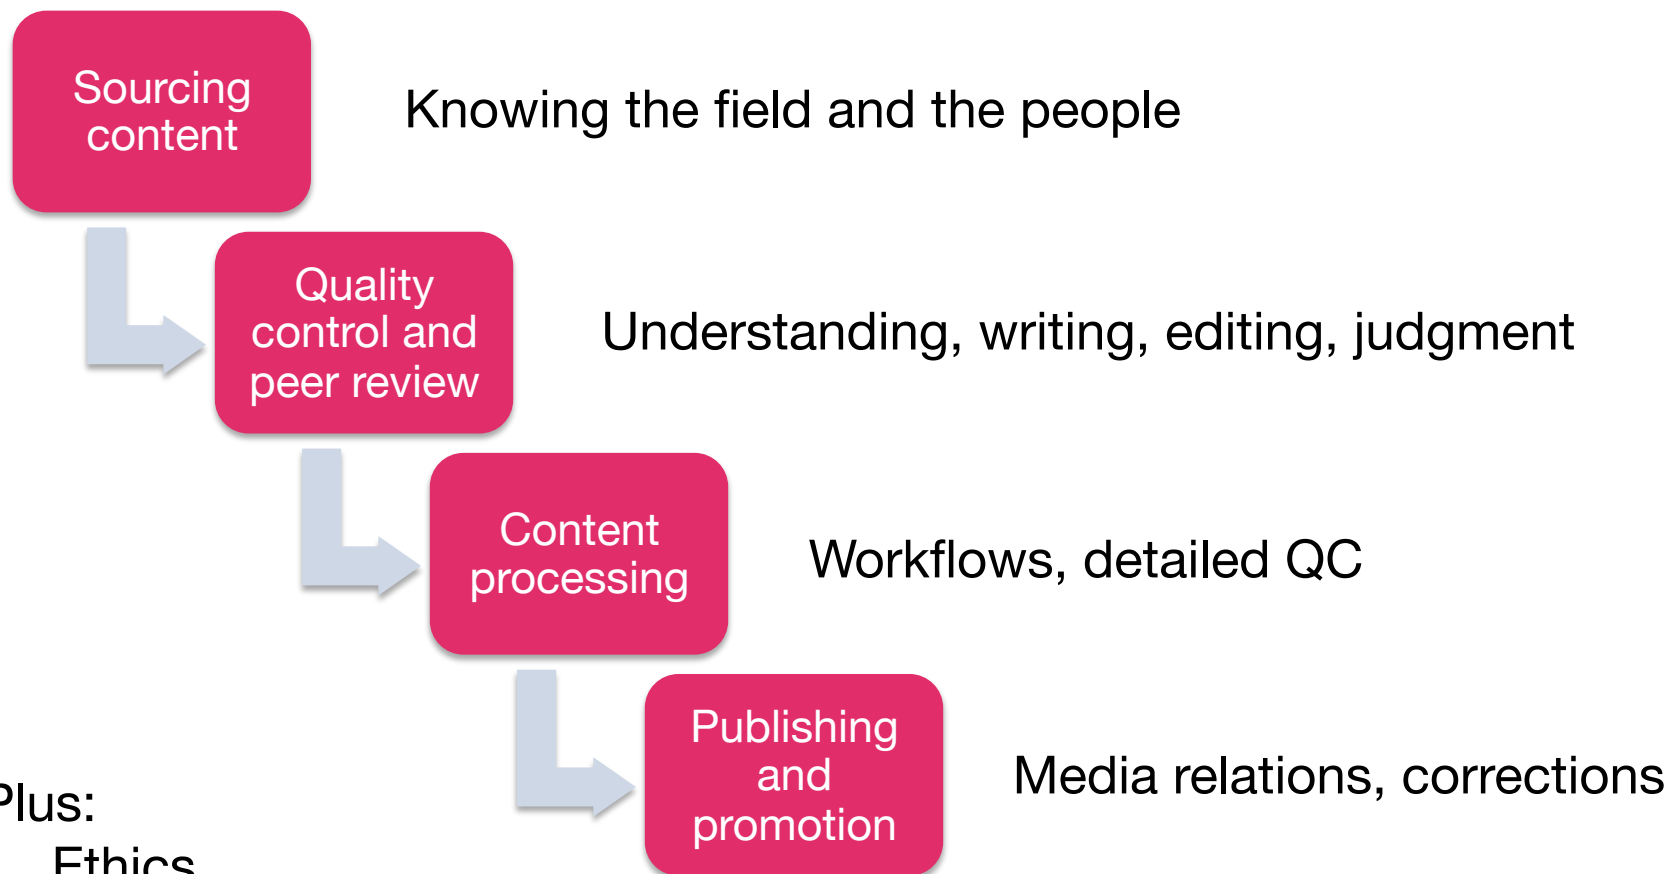 Sourcing
content
Knowing the field and the people
Quality
control and
peer review
Understanding, writing, editing, judgment
Content
processing
Workflows, detailed QC
Publishing
and
promotion
Media relations, corrections
Plus:
Ethics